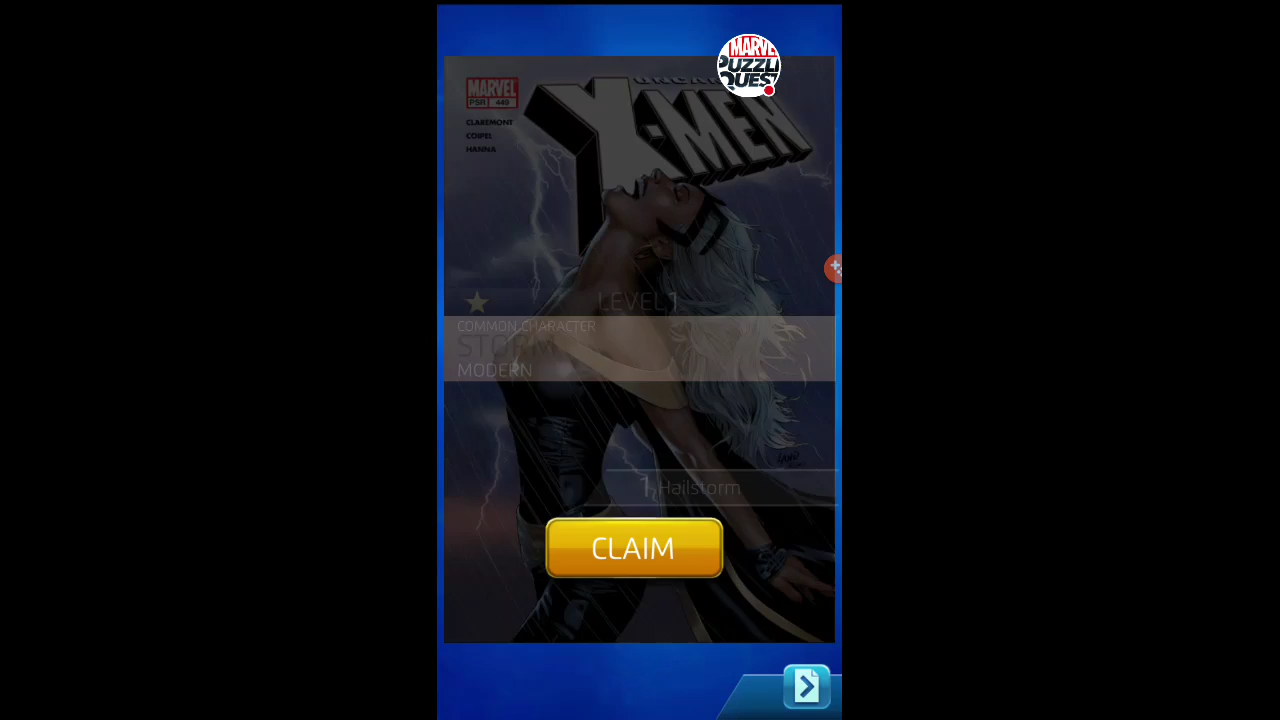 MARVEL
PUZZLE
QUEST
MARVEL
PSR 449
UNCANNY
X-MEN
CLAREMONT
COIPEL
HANNA
LEVEL 1
COMMON CHARACTER
STORM
MODERN
1 Hailstorm
CLAIM